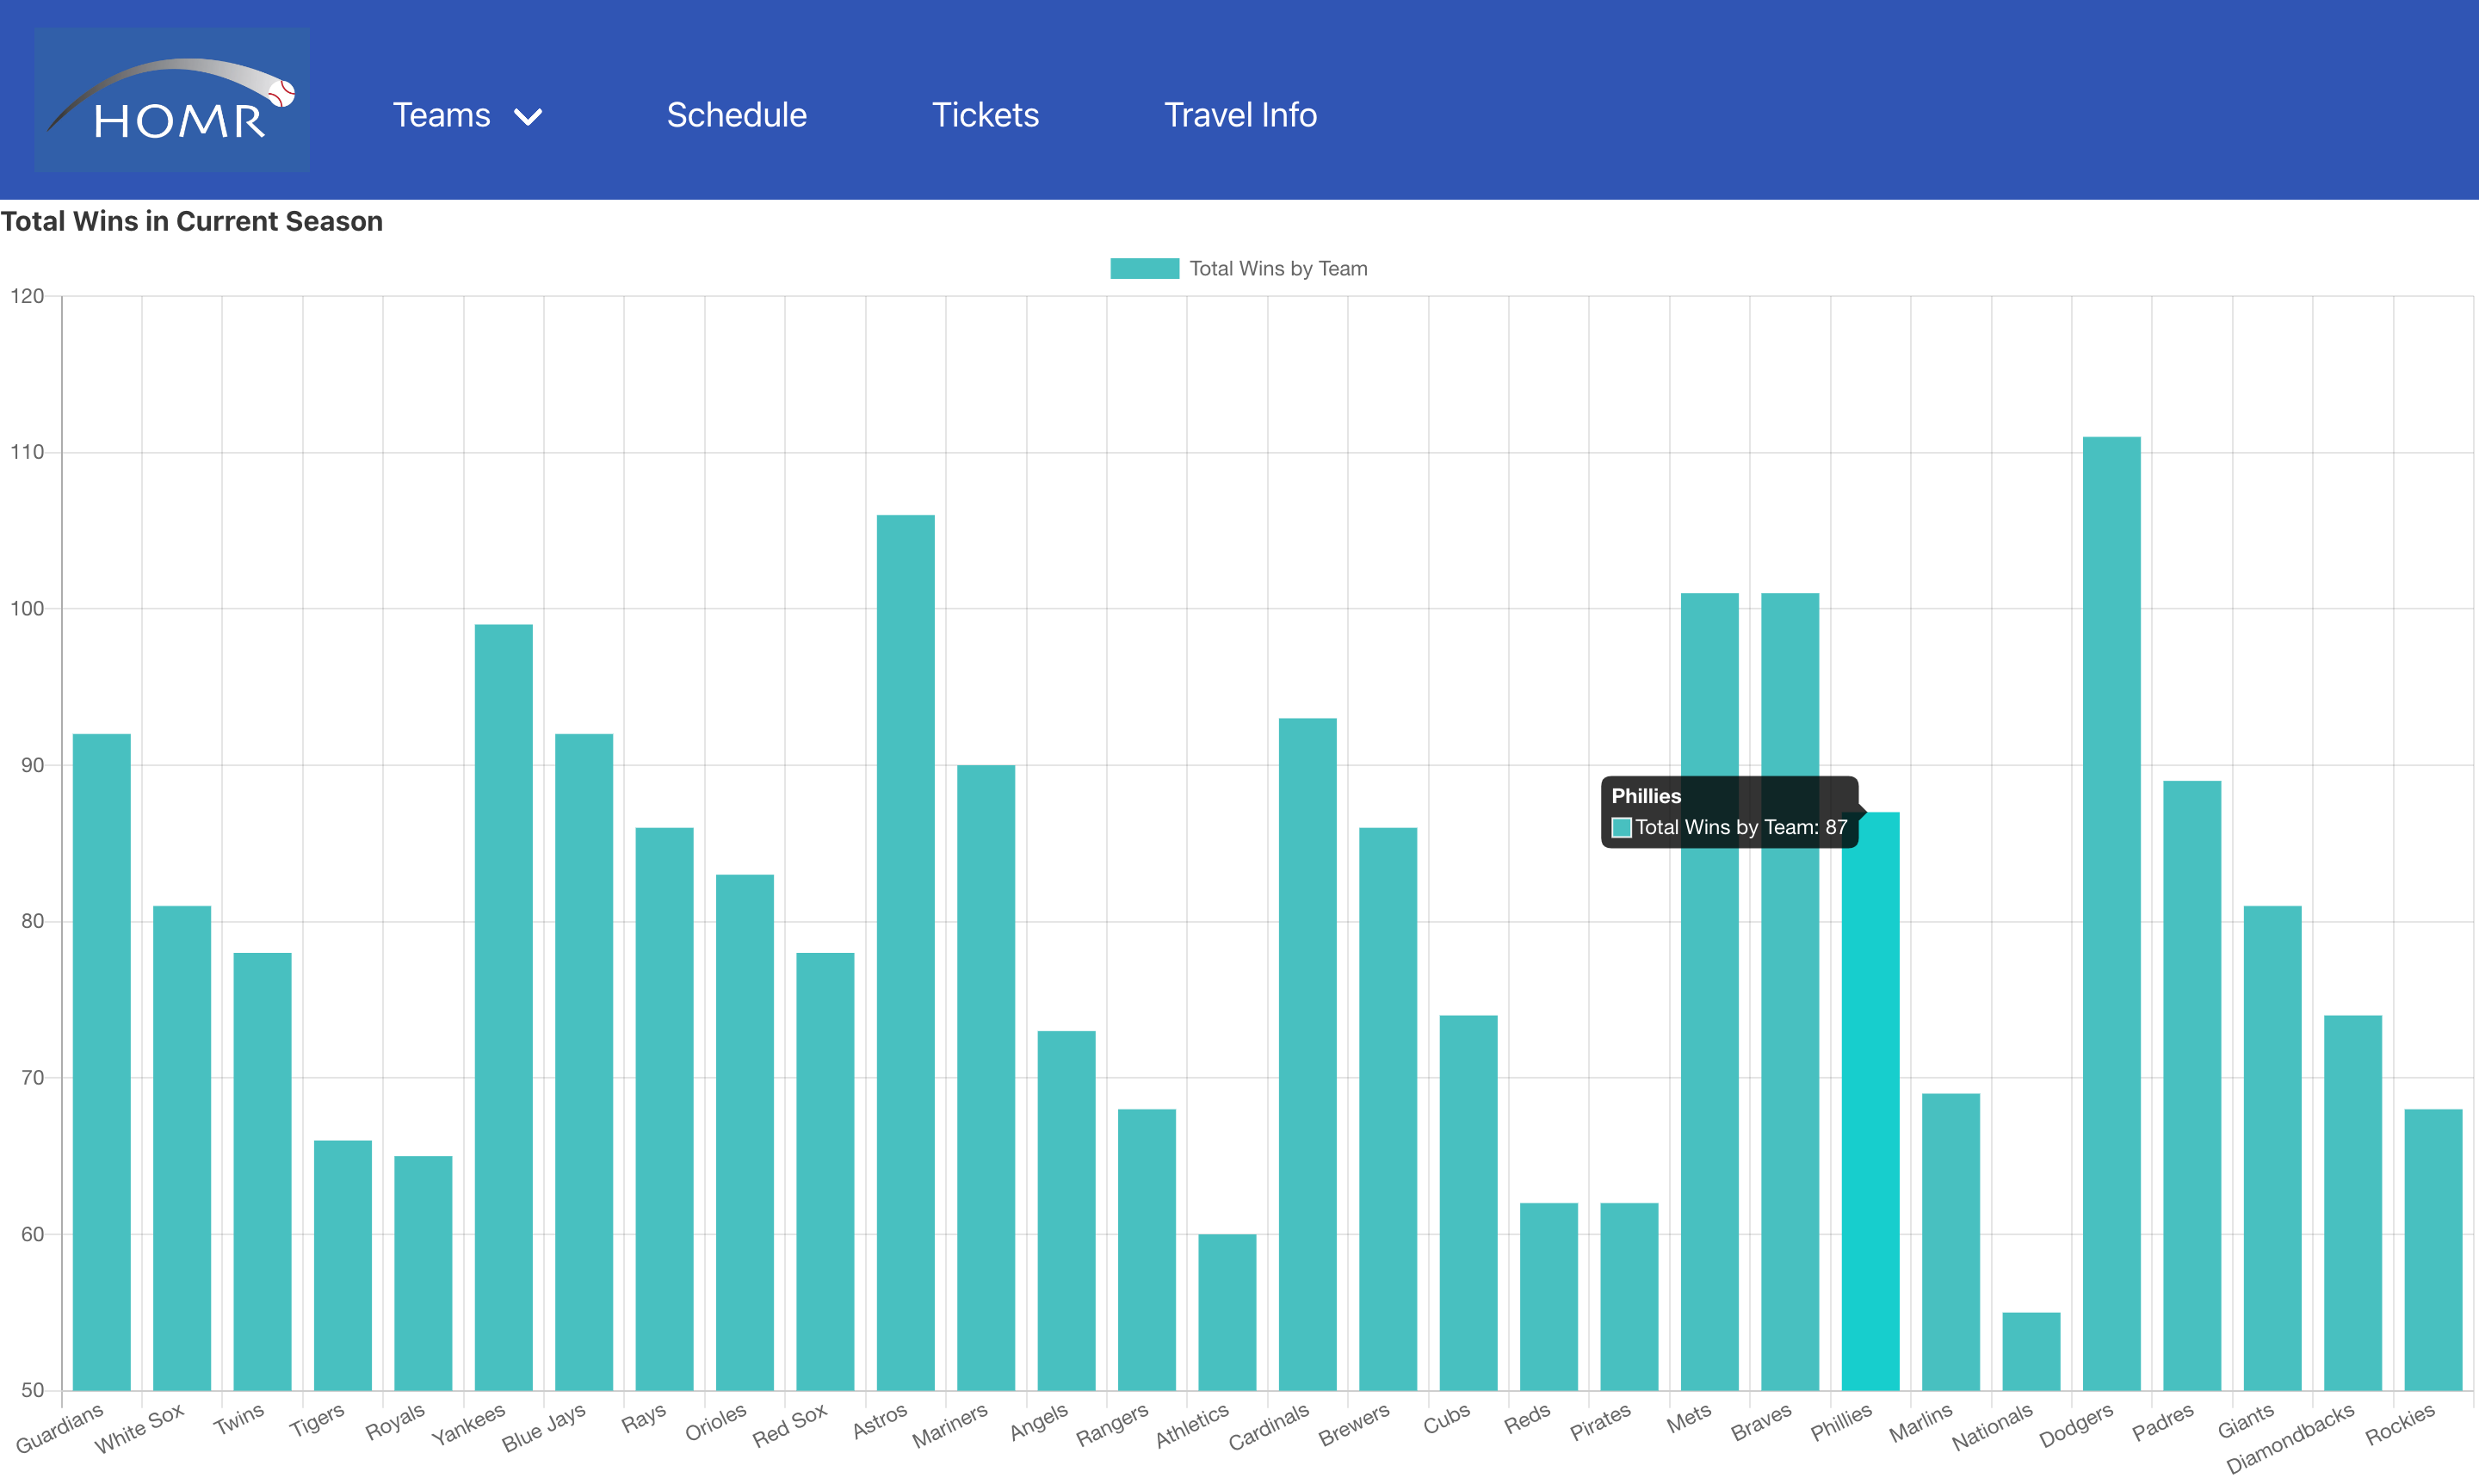 HOMR
Teams
Schedule
Tickets
Travel Info
Total Wins in Current Season
Total Wins by Team
120
110
100
90
80
70
60
50
Phillies
Total Wins by Team: 87
Guardians
White Sox
Twins
Tigers
Royals
Yankees
Blue Jays
Rays
Orioles
Red Sox
Astros
Mariners
Angels
Rangers
Athletics
Cardinals
Brewers
Cubs
Reds
Pirates
Mets
Braves
Phillies
Marlins
Nationals
Dodgers
Padres
Giants
Diamondbacks
Rockies